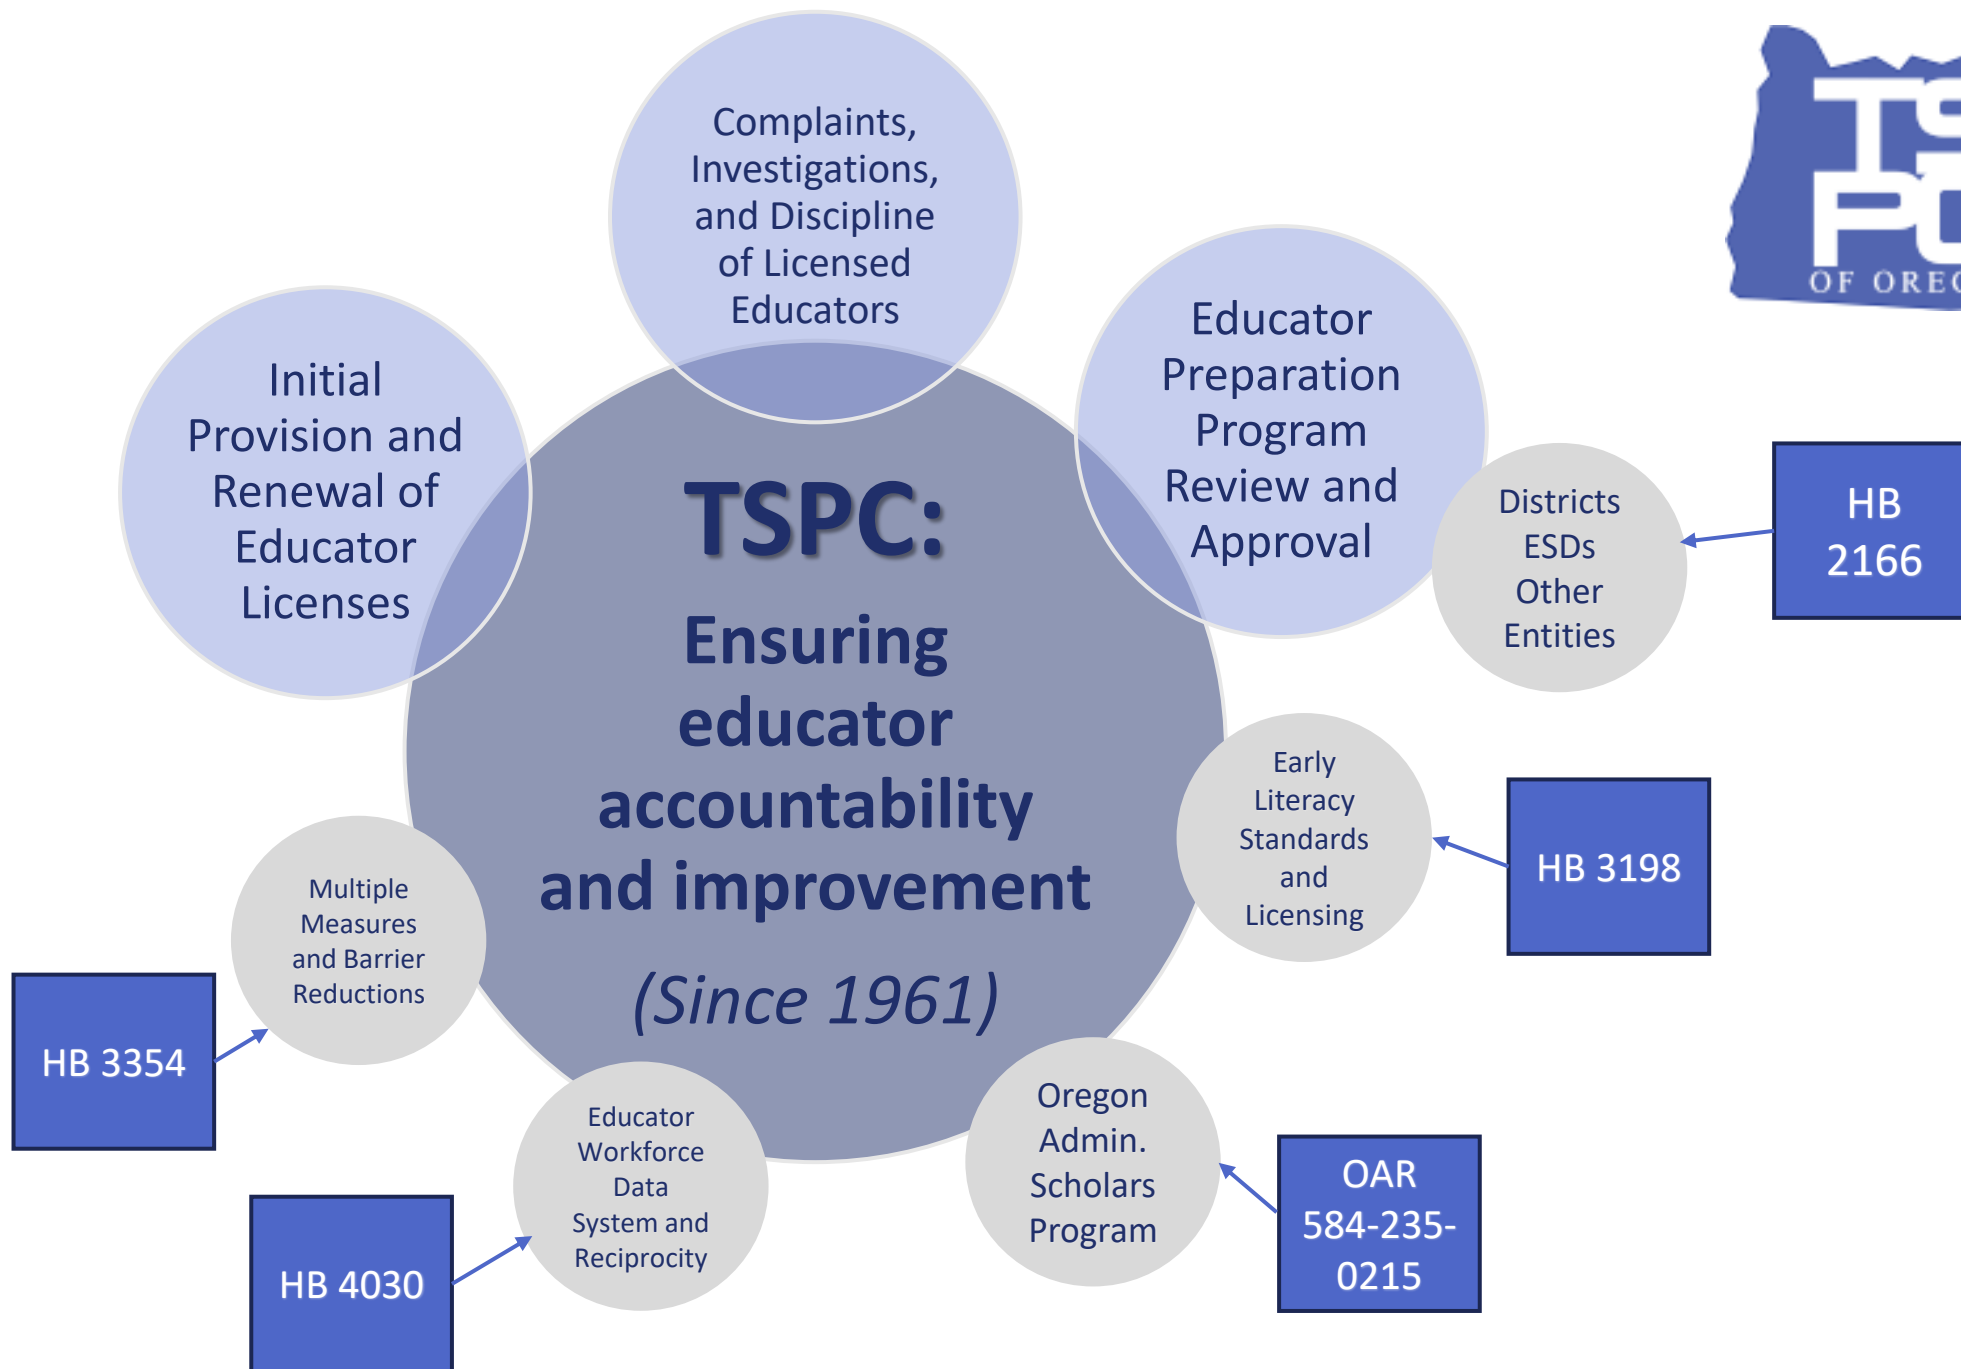 Complaints,
Investigations,
and Discipline
of Licensed
Educators
Initial
Provision and
Renewal of
Educator
Licenses
Educator
Preparation
Program
Review and
Approval
OF
TSPC:
Ensuring
educator
accountability
and improvement
(Since 1961)
Districts
ESDs
Other
Entities
HB
2166
Early
Literacy
Standards
and
Licensing
HB 3198
Multiple
Measures
and Barrier
Reductions
HB 3354
Educator
Workforce
Data
System and
Reciprocity
HB 4030
Oregon
Admin.
Scholars
Program
OAR
584-235-
0215